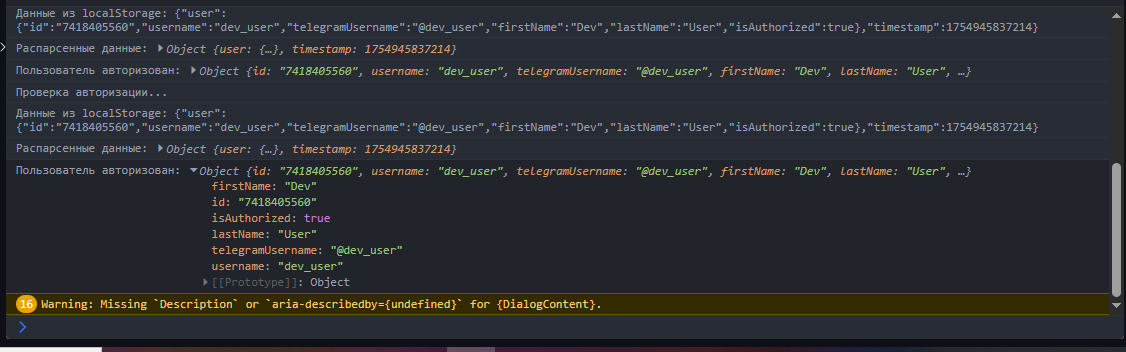 Данные из localStorage: {"user":
{"id":"7418405560","username":"dev_user","telegramUsername":"@dev_user","firstName":"Dev","lastName":"User","isAuthorized":true},"timestamp":1754945837214}
Распарсенные данные: Object {user: {…}, timestamp: 1754945837214}
Пользователь авторизован: Object {id: "7418405560", username: "dev_user", telegramUsername: "@dev_user", firstName: "Dev", lastName: "User", …}
Проверка авторизации...
Данные из localStorage: {"user":
{"id":"7418405560","username":"dev_user","telegramUsername":"@dev_user","firstName":"Dev","lastName":"User","isAuthorized":true},"timestamp":1754945837214}
Распарсенные данные: Object {user: {…}, timestamp: 1754945837214}
Пользователь авторизован: Object {id: "7418405560", username: "dev_user", telegramUsername: "@dev_user", firstName: "Dev", lastName: "User", …}
firstName: "Dev"
id: "7418405560"
isAuthorized: true
lastName: "User"
telegramUsername: "@dev_user"
username: "dev_user"
[[Prototype]]: Object
16 Warning: Missing `Description` or `aria-describedby={undefined}` for {DialogContent}.